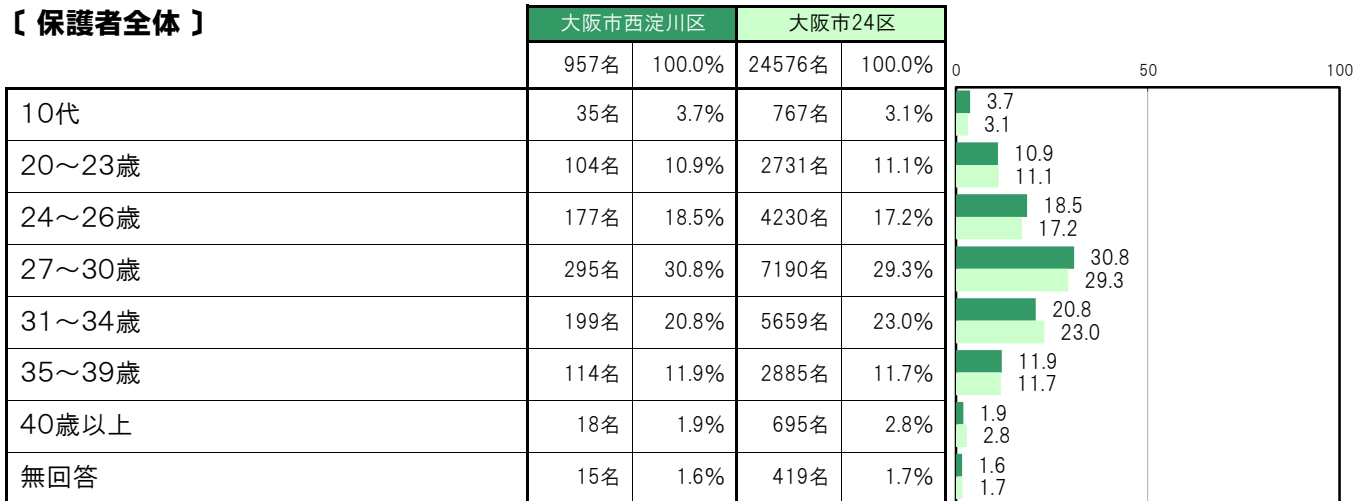 〔 保護者全体 〕
大阪市西淀川区 大阪市24区
957名 100.0% 24576名 100.0%
0 50 100
10代 35名 3.7% 767名 3.1%
3.7
3.1
20～23歳 104名 10.9% 2731名 11.1%
10.9
11.1
24～26歳 177名 18.5% 4230名 17.2%
18.5
17.2
27～30歳 295名 30.8% 7190名 29.3%
30.8
29.3
31～34歳 199名 20.8% 5659名 23.0%
20.8
23.0
35～39歳 114名 11.9% 2885名 11.7%
11.9
11.7
40歳以上 18名 1.9% 695名 2.8%
1.9
2.8
無回答 15名 1.6% 419名 1.7%
1.6
1.7